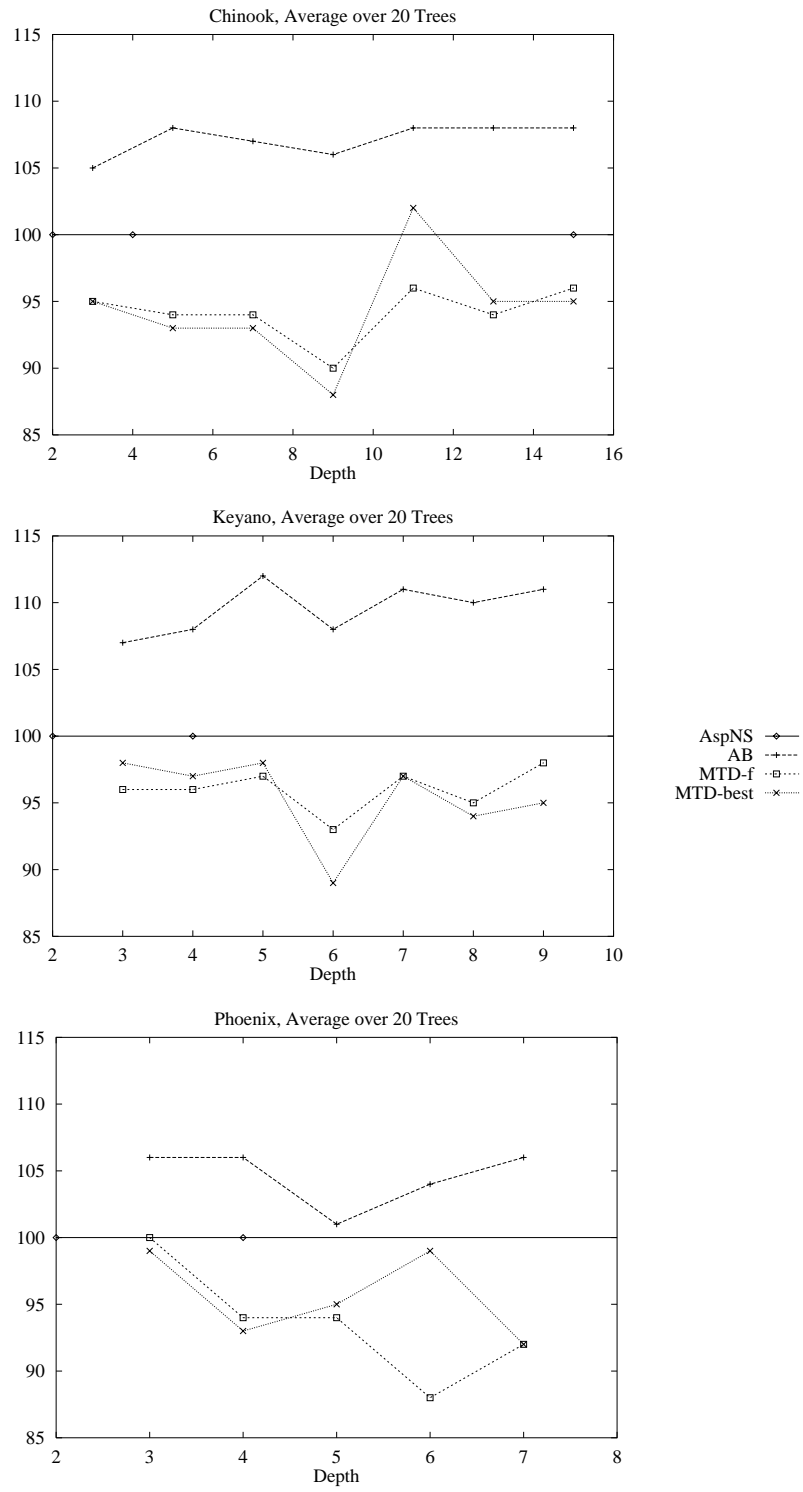 Chinook, Average over 20 Trees
115
110
105
100
95
90
85
2 4 6 8 10 12 14 16
Depth
Keyano, Average over 20 Trees
115
110
105
100
95
90
85
2 3 4 5 6 7 8 9 10
Depth
AspNS
AB
MTD-f
MTD-best
Phoenix, Average over 20 Trees
115
110
105
100
95
90
85
2 3 4 5 6 7 8
Depth